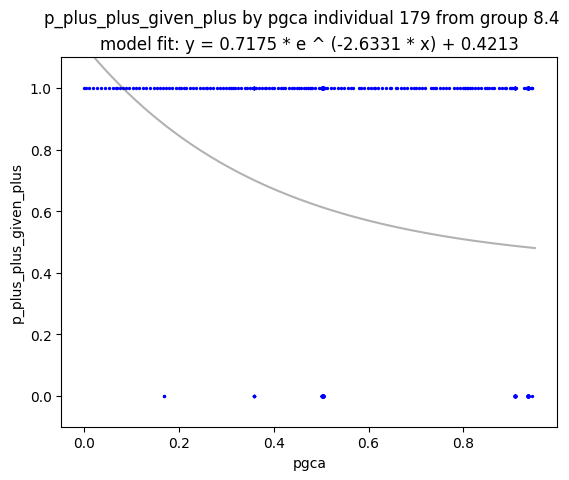 p_plus_plus_given_plus by pgca individual 179 from group 8.4
model fit: y = 0.7175 * e ^ (-2.6331 * x) + 0.4213
1.0
0.8
0.6
0.4
0.2
0.0
p_plus_plus_given_plus
0.0 0.2 0.4 0.6 0.8
pgca